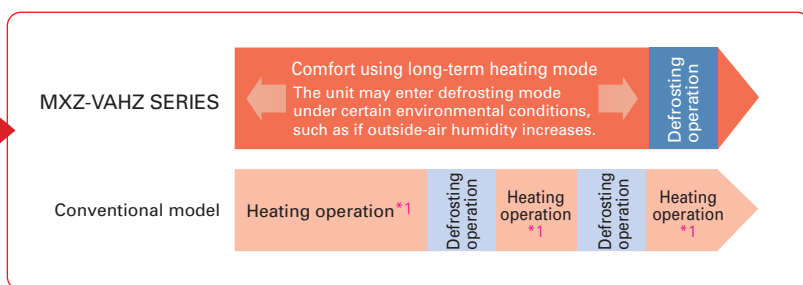 MXZ-VAHZ SERIES
Comfort using long-term heating mode
The unit may enter defrosting mode
under certain environmental conditions,
such as if outside-air humidity increases.
Defrosting
operation
Conventional model
Heating operation*1
Defrosting
operation
Heating
operation
*1
Defrosting
operation
Heating
operation
*1